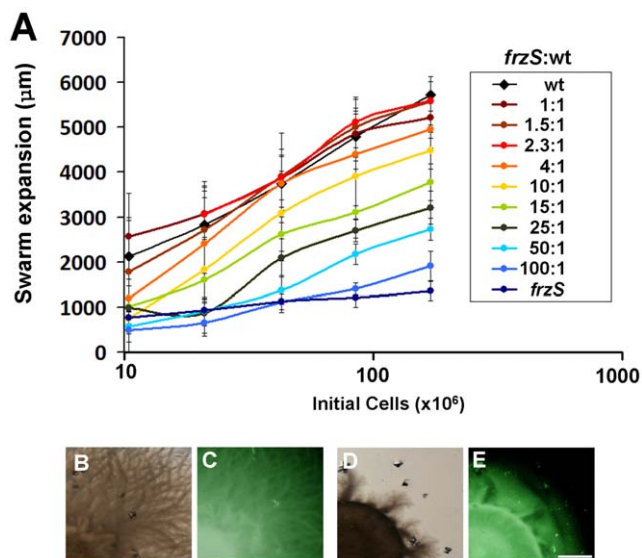 A
7000
6000
5000
4000
3000
2000
1000
0
Swarm expansion (μm)
10
100
1000
Initial Cells (x10⁶)
frzS:wt
wt
1:1
1.5:1
2.3:1
4:1
10:1
15:1
25:1
50:1
100:1
frzS
B
C
D
E